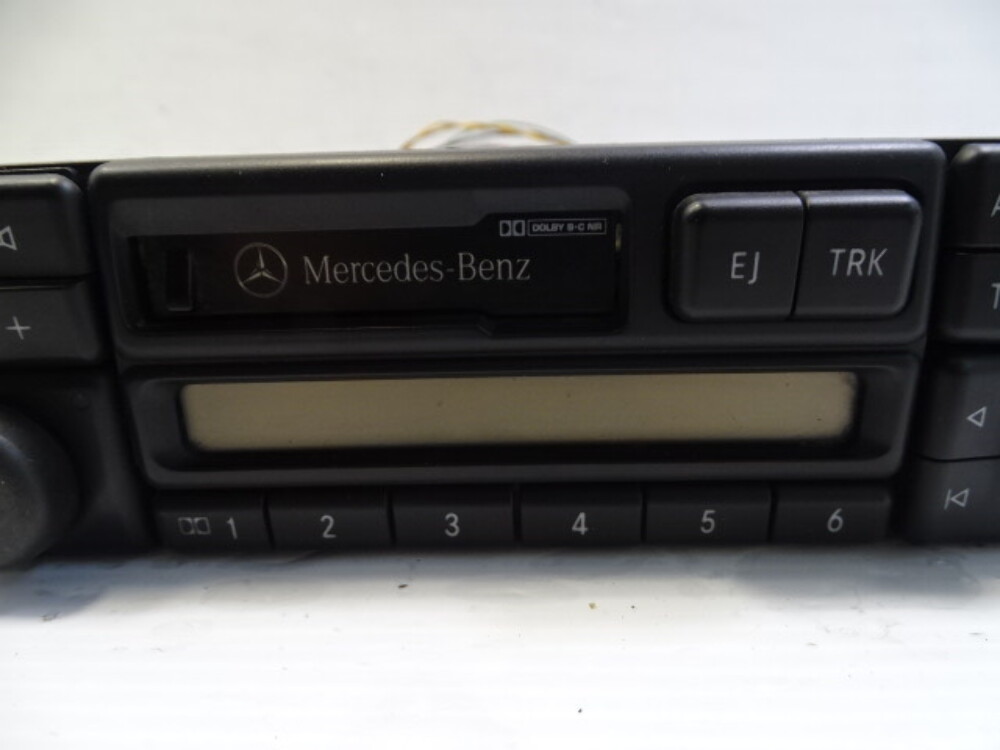 DOLBY B-C NR
Mercedes-Benz
EJ
TRK
+
1
2
3
4
5
6